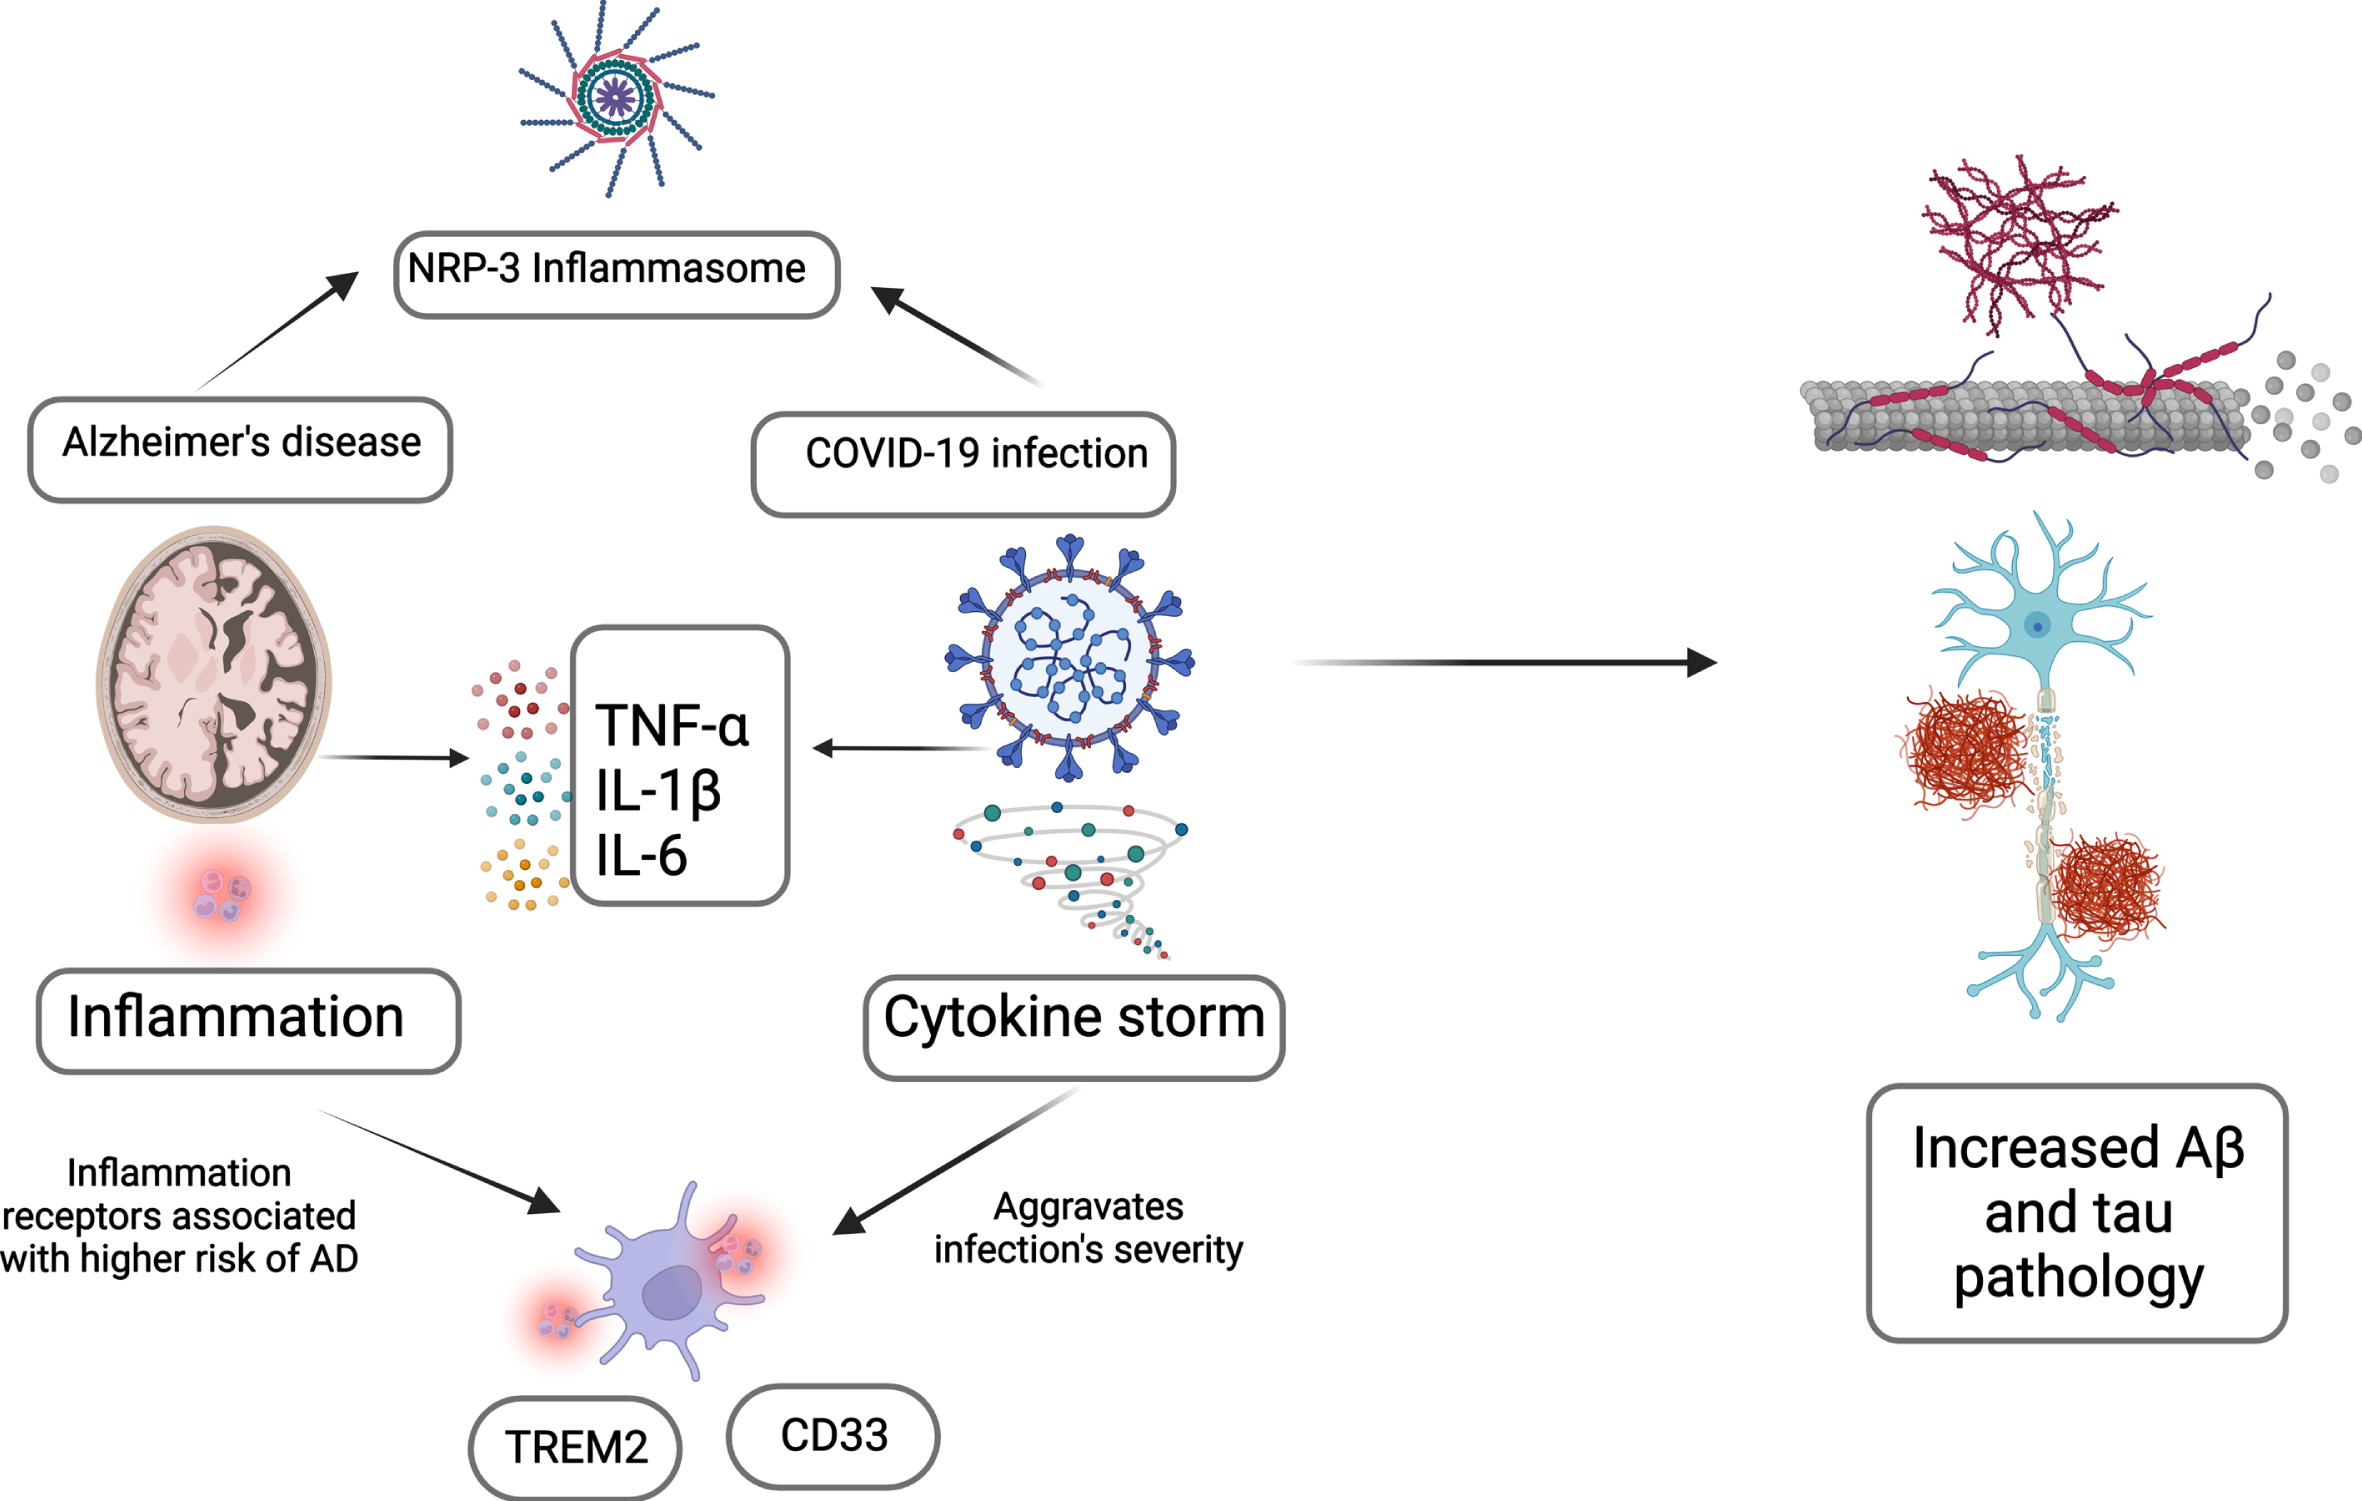 NRP-3 Inflammasome
Alzheimer's disease
COVID-19 infection
TNF-α
IL-1β
IL-6
Inflammation
Cytokine storm
Inflammation
receptors associated
with higher risk of AD
Aggravates
infection's severity
TREM2
CD33
Increased Aβ
and tau
pathology